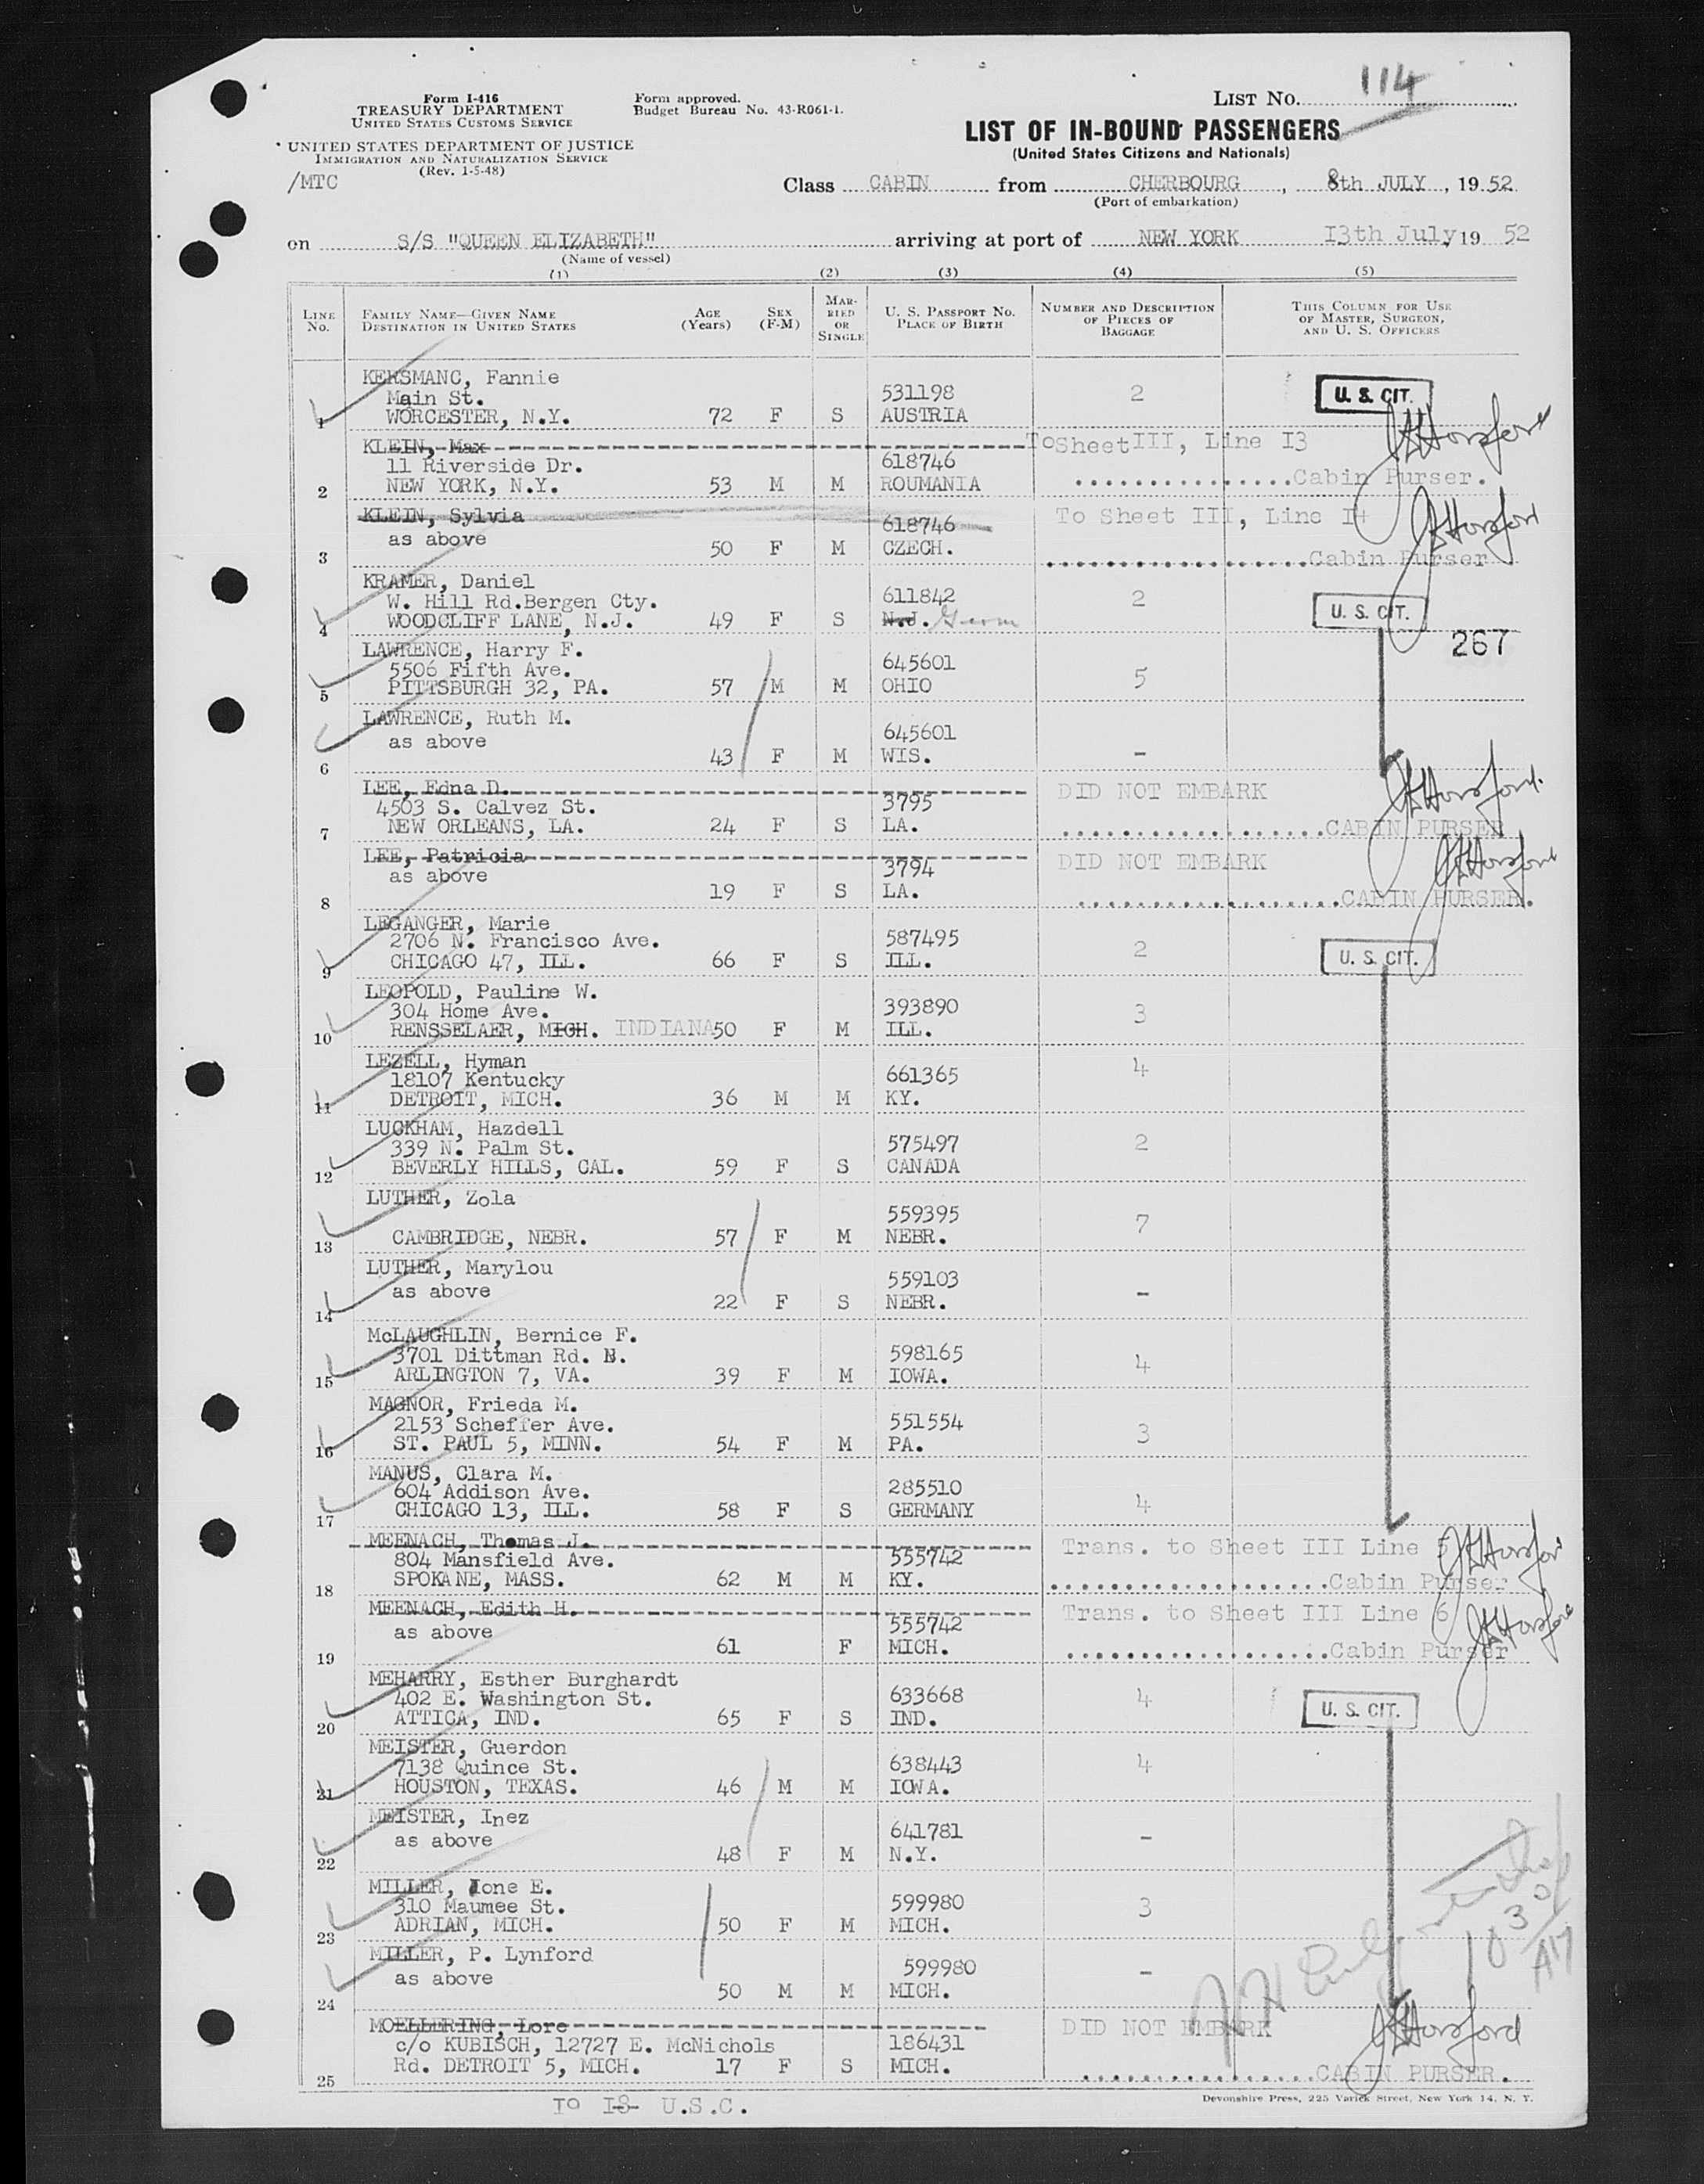 LIST NO. 114
Form I-416
TREASURY DEPARTMENT
UNITED STATES CUSTOMS SERVICE
Form approved.
Budget Bureau No. 43-R061-1.
UNITED STATES DEPARTMENT OF JUSTICE
IMMIGRATION AND NATURALIZATION SERVICE
(Rev. 1-5-48)
/MTC
LIST OF IN-BOUND PASSENGERS
(United States Citizens and Nationals)
Class CABIN from CHERBOURG, 8th JULY, 1952
(Port of embarkation)
on S/S "QUEEN ELIZABETH" arriving at port of NEW YORK 13th July 19 52
(Name of vessel)
(1) (2) (3) (4) (5)
LINE No. FAMILY NAME—GIVEN NAME DESTINATION IN UNITED STATES AGE (Years) SEX (F-M) MARRIED OR SINGLE U. S. PASSPORT NO. PLACE OF BIRTH NUMBER AND DESCRIPTION OF PIECES OF BAGGAGE THIS COLUMN FOR USE OF MASTER, SURGEON, AND U. S. OFFICERS
KERSMANC, Fannie
Main St. 531198 2 U. S. CIT.
1 WORCESTER, N.Y. 72 F S AUSTRIA
KLEIN, Max To Sheet III, Line I3
11 Riverside Dr. 618746
2 NEW YORK, N.Y. 53 M M ROUMANIA Cabin Purser.
KLEIN, Sylvia 618746 To Sheet III, Line I4
as above
3 50 F M CZECH. Cabin Purser
KRAMER, Daniel
W. Hill Rd.Bergen Cty. 611842 2 U. S. CIT.
4 WOODCLIFF LANE, N.J. 49 F S N.J. Germ
267
LAWRENCE, Harry F.
5506 Fifth Ave. 645601 5
5 PITTSBURGH 32, PA. 57 M M OHIO
LAWRENCE, Ruth M.
as above 645601
6 43 F M WIS. -
LEE, Edna D. DID NOT EMBARK
4503 S. Calvez St. 3795
7 NEW ORLEANS, LA. 24 F S LA. CABIN PURSER
LEE, Patricia DID NOT EMBARK
as above 3794
8 19 F S LA. CABIN PURSER.
LEGANGER, Marie
2706 N. Francisco Ave. 587495 2 U. S. CIT.
9 CHICAGO 47, ILL. 66 F S ILL.
LEOPOLD, Pauline W.
304 Home Ave. 393890 3
10 RENSSELAER, MICH. INDIANA 50 F M ILL.
LEZELL, Hyman
18107 Kentucky 661365 4
11 DETROIT, MICH. 36 M M KY.
LUCKHAM, Hazdell
339 N. Palm St. 575497 2
12 BEVERLY HILLS, CAL. 59 F S CANADA
LUTHER, Zola
559395 7
13 CAMBRIDGE, NEBR. 57 F M NEBR.
LUTHER, Marylou
as above 559103 -
14 22 F S NEBR.
McLAUGHLIN, Bernice F.
3701 Dittman Rd. N. 598165 4
15 ARLINGTON 7, VA. 39 F M IOWA.
MAGNOR, Frieda M.
2153 Scheffer Ave. 551554 3
16 ST. PAUL 5, MINN. 54 F M PA.
MANUS, Clara M.
604 Addison Ave. 285510 4
17 CHICAGO 13, ILL. 58 F S GERMANY
MEENACH, Thomas J. Trans. to Sheet III Line 5
804 Mansfield Ave. 555742
18 SPOKANE, MASS. 62 M M KY. Cabin Purser
MEENACH, Edith H. Trans. to Sheet III Line 6
as above 555742
19 61 F MICH. Cabin Purser
MEHARRY, Esther Burghardt
402 E. Washington St. 633668 4 U. S. CIT.
20 ATTICA, IND. 65 F S IND.
MEISTER, Guerdon
7138 Quince St. 638443 4
21 HOUSTON, TEXAS. 46 M M IOWA.
MEISTER, Inez
as above 641781 -
22 48 F M N.Y.
MILLER, Ione E.
310 Maumee St. 599980 3
23 ADRIAN, MICH. 50 F M MICH.
MILLER, P. Lynford
as above 599980 -
24 50 M M MICH.
MOELLERING, Lore DID NOT EMBARK
c/o KUBISCH, 12727 E. McNichols 186431
25 Rd. DETROIT 5, MICH. 17 F S MICH. CABIN PURSER.
TO 18 U.S.C.
Devonshire Press, 225 Varick Street, New York 14, N. Y.